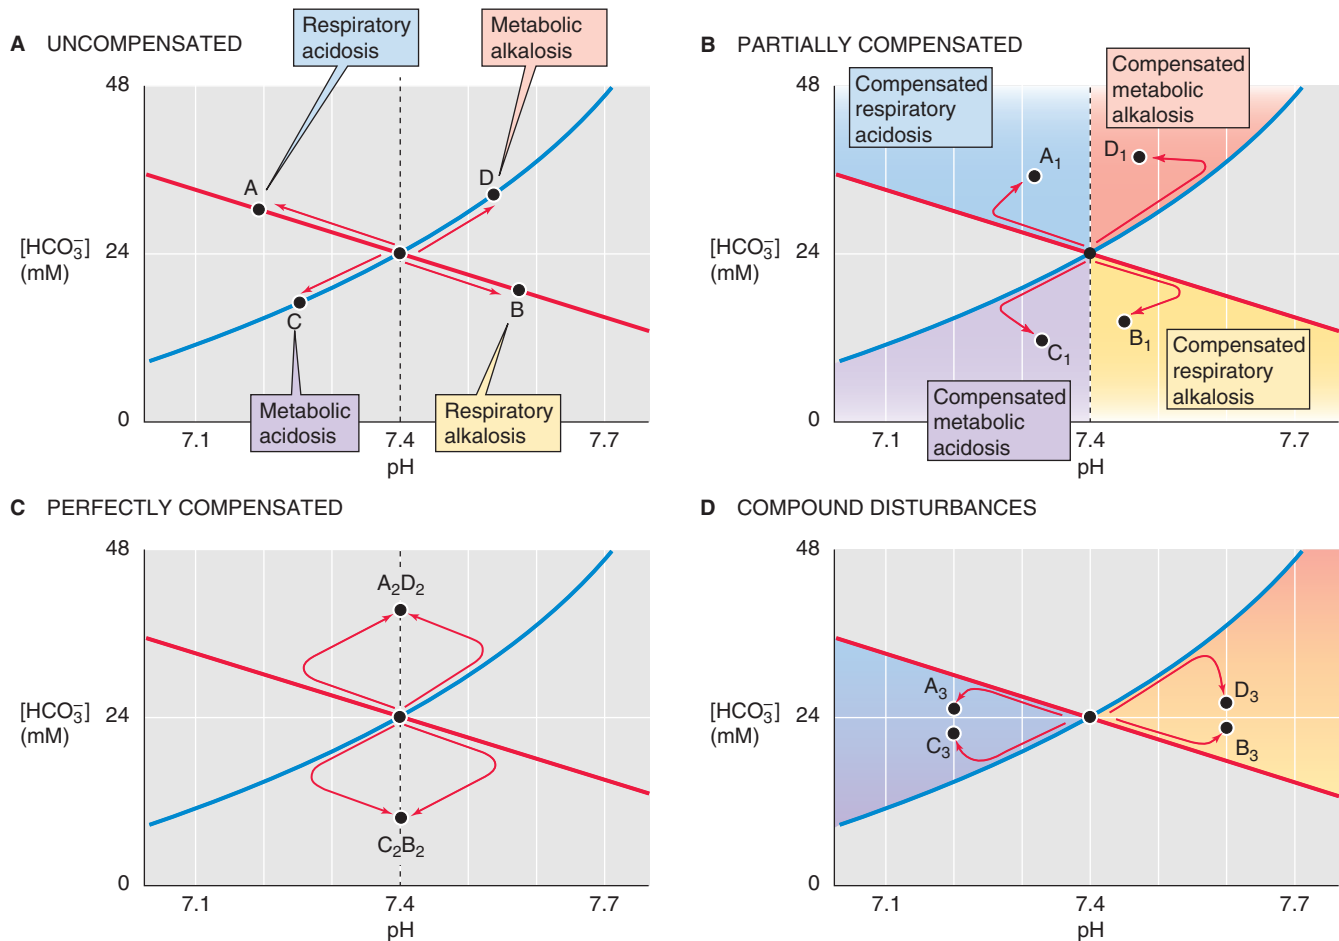 A UNCOMPENSATED
Respiratory
acidosis
Metabolic
alkalosis
48
A
D
[HCO₃⁻]
(mM)
24
C
B
Metabolic
acidosis
Respiratory
alkalosis
0
7.1
7.4
7.7
pH
B PARTIALLY COMPENSATED
Compensated
respiratory
acidosis
Compensated
metabolic
alkalosis
48
A₁
D₁
[HCO₃⁻]
(mM)
24
C₁
B₁
Compensated
metabolic
acidosis
Compensated
respiratory
alkalosis
0
7.1
7.4
7.7
pH
C PERFECTLY COMPENSATED
48
A₂D₂
[HCO₃⁻]
(mM)
24
C₂B₂
0
7.1
7.4
7.7
pH
D COMPOUND DISTURBANCES
48
A₃
D₃
[HCO₃⁻]
(mM)
24
C₃
B₃
0
7.1
7.4
7.7
pH